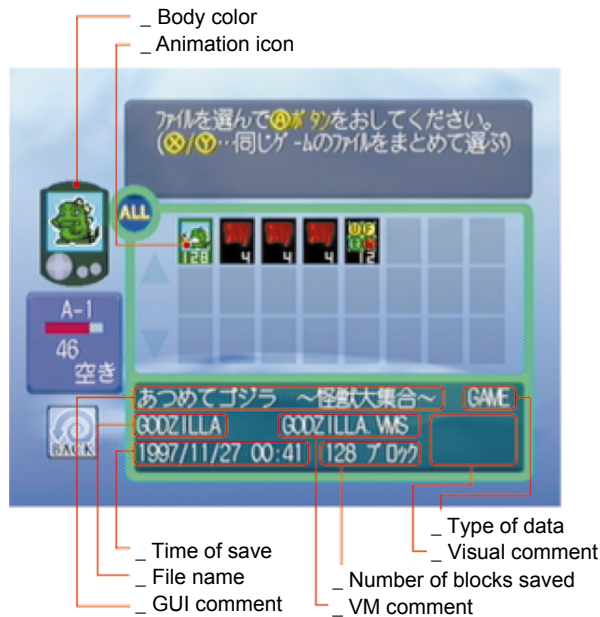 _ Body color
_ Animation icon
ファイルを選んでⒶボタンをおしてください。
(Ⓧ/Ⓨ…同じゲームのファイルをまとめて選ぶ)
ALL
128 4 4 4 12
A-1
46
空き
BACK
あつめてゴジラ ～怪獣大集合～ GAME
GODZILLA GODZILLA.VMS
1997/11/27 00:41 128 ブロック
_ Type of data
_ Visual comment
_ Time of save
_ File name
_ GUI comment
_ Number of blocks saved
_ VM comment